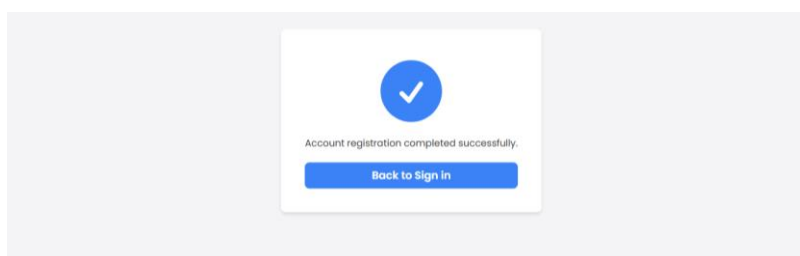 Account registration completed successfully.
Back to Sign in